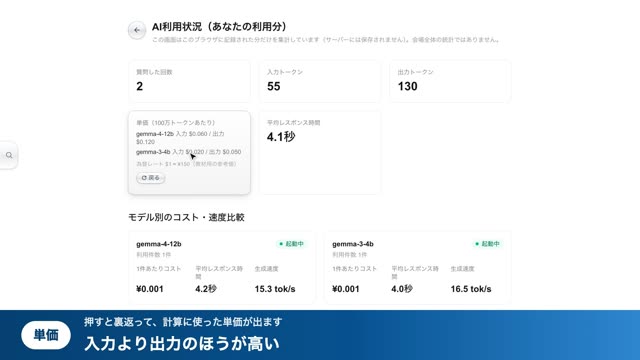 AI利用状況（あなたの利用分）
この画面はこのブラウザに記録された分だけを集計しています（サーバーには保存されません）。会場全体の統計ではありません。
質問した回数
2
入力トークン
55
出力トークン
130
単価（100万トークンあたり）
gemma-4-12b 入力 $0.060 / 出力
$0.120
gemma-3-4b 入力 $0.020 / 出力 $0.050
為替レート $1=¥150（教材用の参考値）
戻る
平均レスポンス時間
4.1秒
モデル別のコスト・速度比較
gemma-4-12b
起動中
利用件数 1件
1件あたりコスト
平均レスポンス時間
生成速度
¥0.001
4.2秒
15.3 tok/s
gemma-3-4b
起動中
利用件数 1件
1件あたりコスト
平均レスポンス時間
生成速度
¥0.001
4.0秒
16.5 tok/s
単価
押すと裏返って、計算に使った単価が出ます
入力より出力のほうが高い